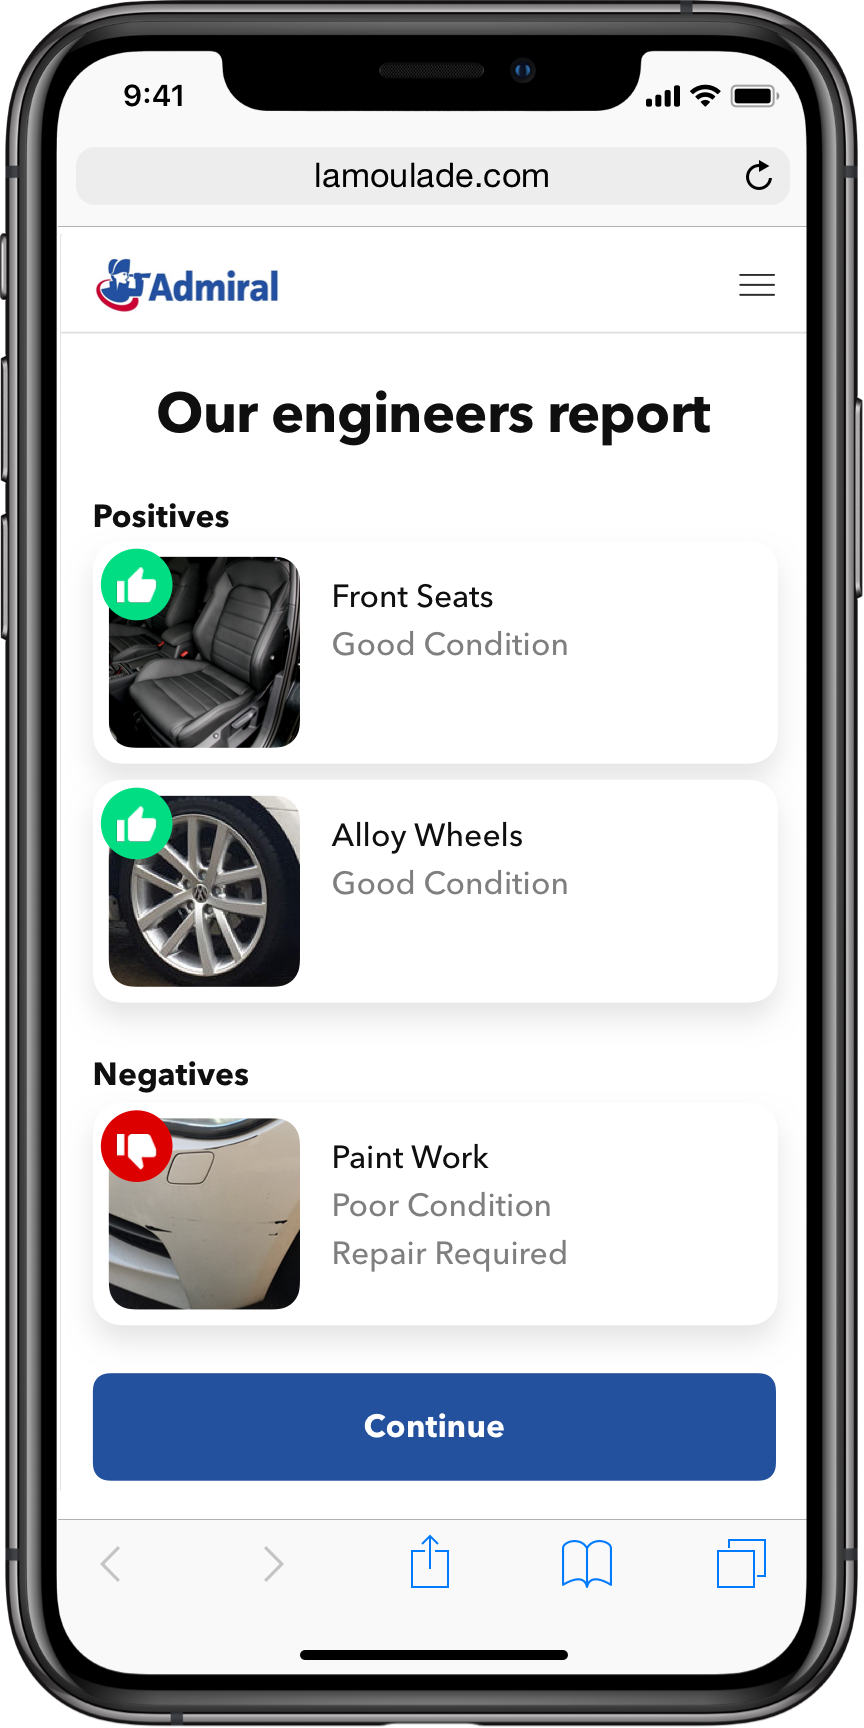 9:41
lamoulade.com
Admiral
Our engineers report
Positives
Front Seats
Good Condition
Alloy Wheels
Good Condition
Negatives
Paint Work
Poor Condition
Repair Required
Continue